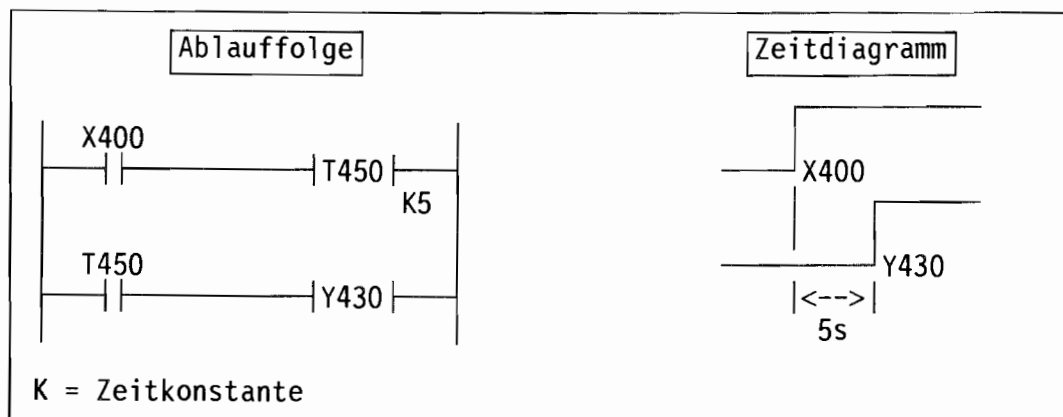 Ablauffolge
Zeitdiagramm
X400
T450
K5
X400
T450
Y430
Y430
<-->
5s
K = Zeitkonstante